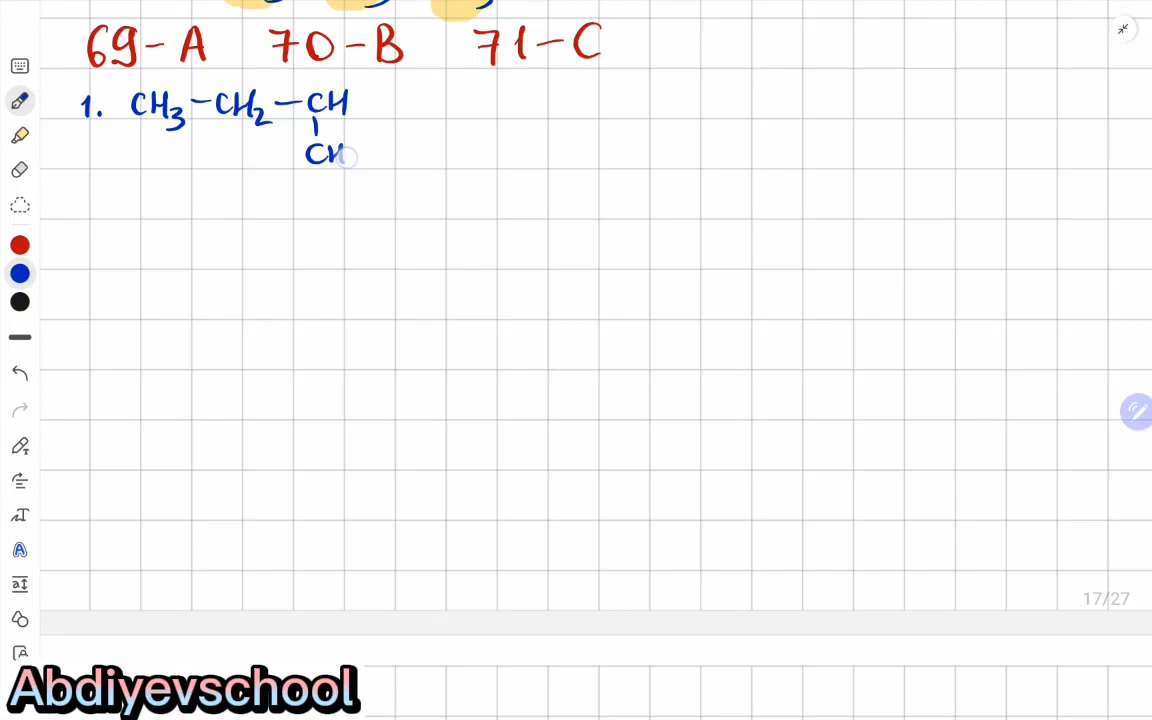 69-A 70-B 71-C
1. CH₃-CH₂-CH
CH
17/27
Abdiyevschool